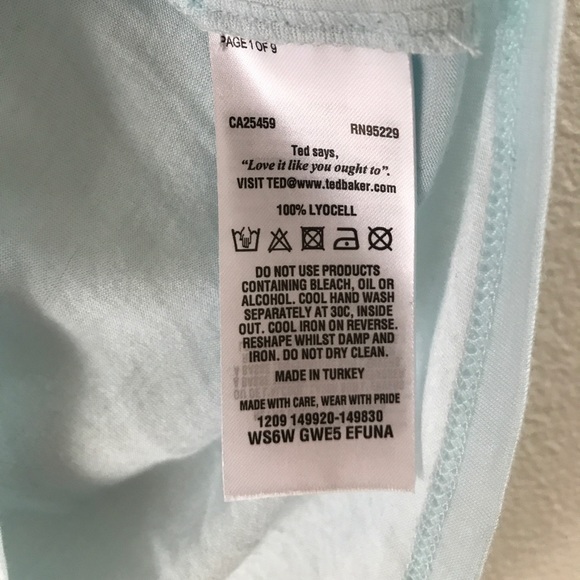 PAGE 1 OF 9
CA25459 RN95229
Ted says,
"Love it like you ought to".
VISIT TED@www.tedbaker.com
100% LYOCELL
DO NOT USE PRODUCTS
CONTAINING BLEACH, OIL OR
ALCOHOL. COOL HAND WASH
SEPARATELY AT 30C, INSIDE
OUT. COOL IRON ON REVERSE.
RESHAPE WHILST DAMP AND
IRON. DO NOT DRY CLEAN.
MADE IN TURKEY
MADE WITH CARE, WEAR WITH PRIDE
1209 149920-149830
WS6W GWE5 EFUNA